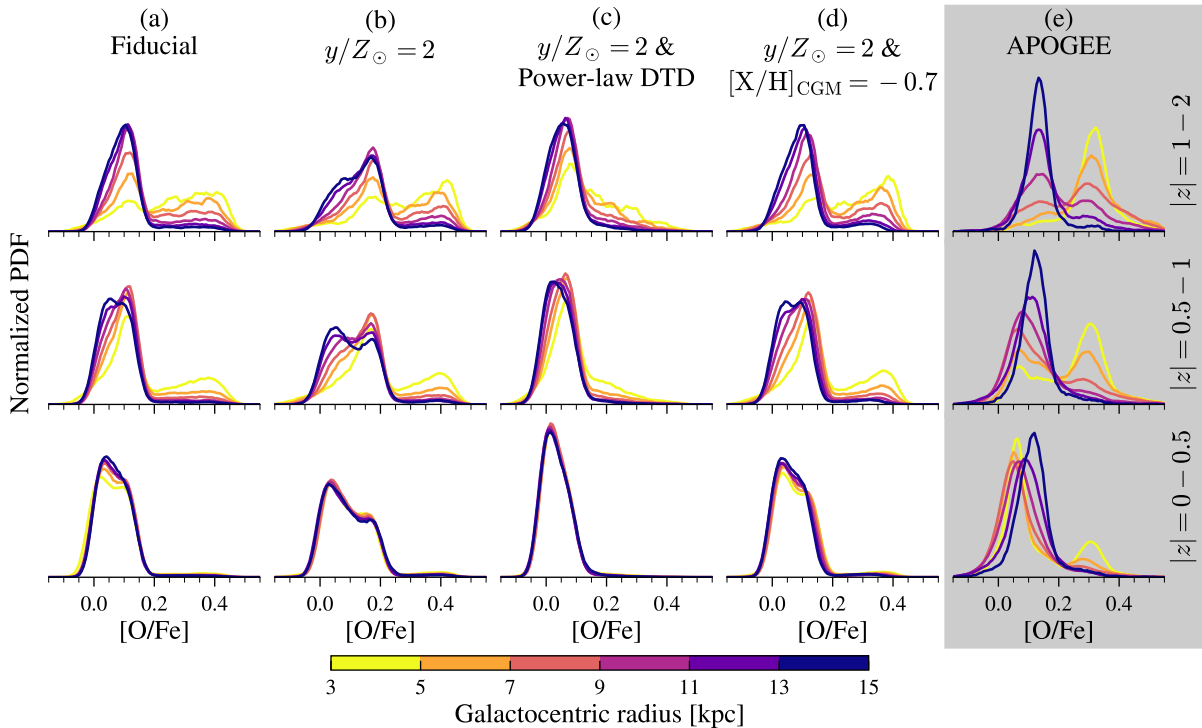 (a)
Fiducial
(b)
y/Z⊙ = 2
(c)
y/Z⊙ = 2 &
Power-law DTD
(d)
y/Z⊙ = 2 &
[X/H]CGM = −0.7
(e)
APOGEE
|z| = 1 − 2
|z| = 0.5 − 1
|z| = 0 − 0.5
Normalized PDF
0.0 0.2 0.4
0.0 0.2 0.4
0.0 0.2 0.4
0.0 0.2 0.4
0.0 0.2 0.4
[O/Fe]
[O/Fe]
[O/Fe]
[O/Fe]
[O/Fe]
3 5 7 9 11 13 15
Galactocentric radius [kpc]